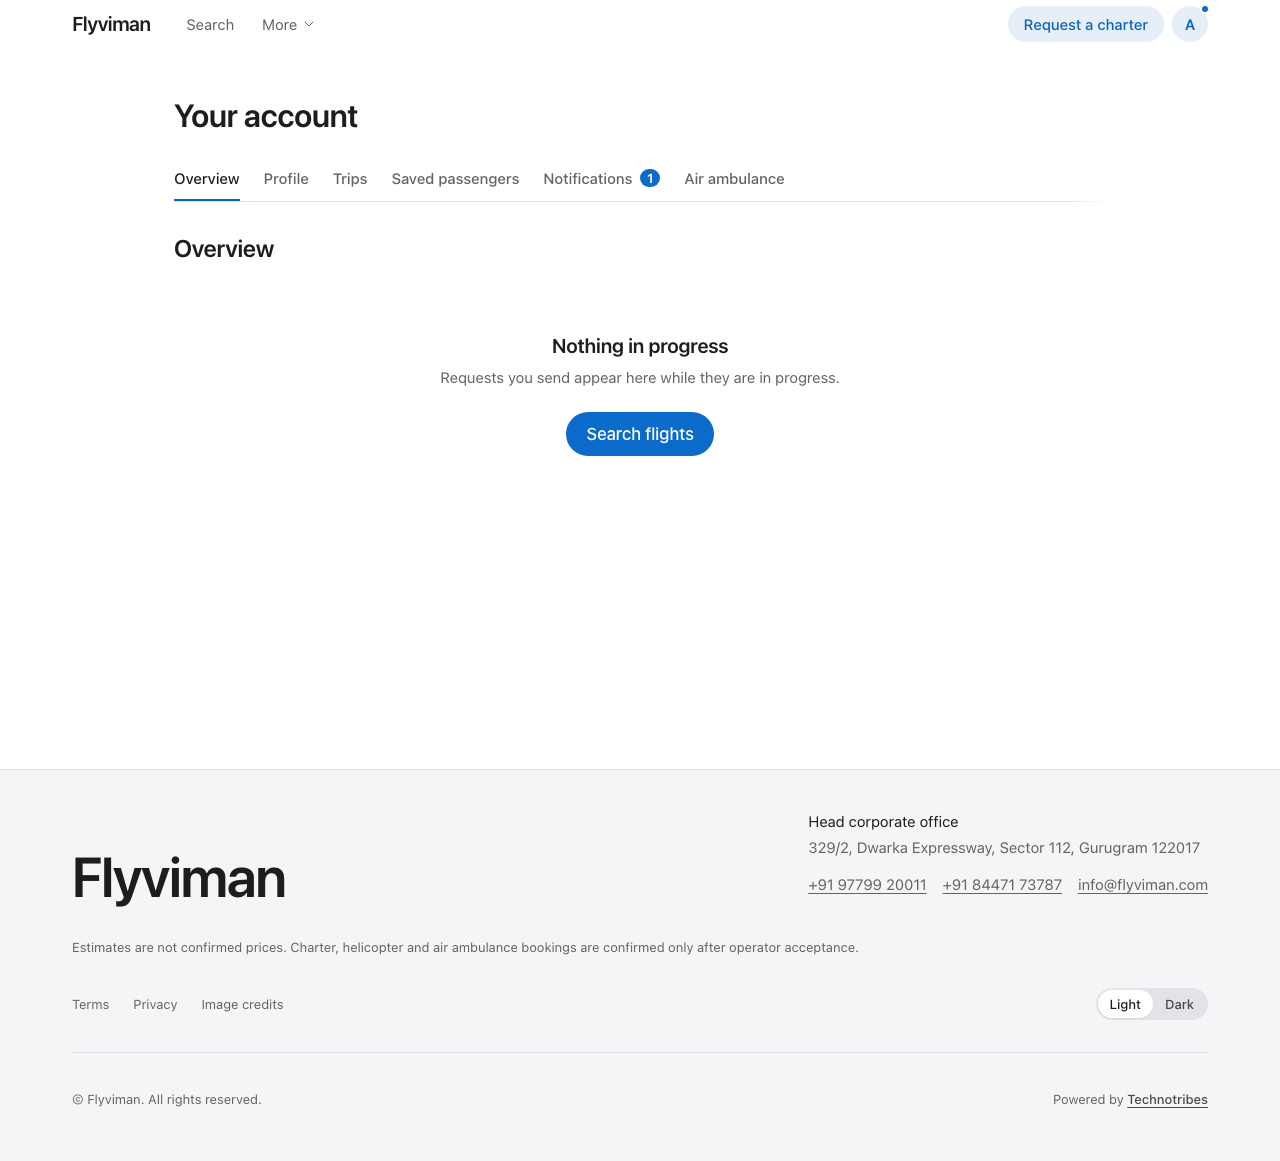 Flyviman
Search
More
Request a charter
A
Your account
Overview
Profile
Trips
Saved passengers
Notifications 1
Air ambulance
Overview
Nothing in progress
Requests you send appear here while they are in progress.
Search flights
Head corporate office
329/2, Dwarka Expressway, Sector 112, Gurugram 122017
+91 97799 20011
+91 84471 73787
info@flyviman.com
Flyviman
Estimates are not confirmed prices. Charter, helicopter and air ambulance bookings are confirmed only after operator acceptance.
Terms
Privacy
Image credits
Light
Dark
© Flyviman. All rights reserved.
Powered by Technotribes